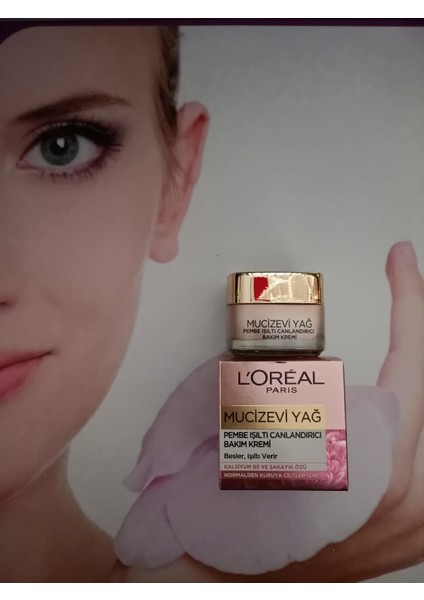 MUCİZEVİ YAĞ
PEMBE IŞILTI CANLANDIRICI
BAKIM KREMİ
L'ORÉAL
PARIS
MUCİZEVİ YAĞ
PEMBE IŞILTI CANLANDIRICI
BAKIM KREMİ
Besler, Işıltı Verir
KALSİYUM B5 VE ŞAKAYIK ÖZÜ
NORMALDEN KURUYA CİLTLER İÇİN